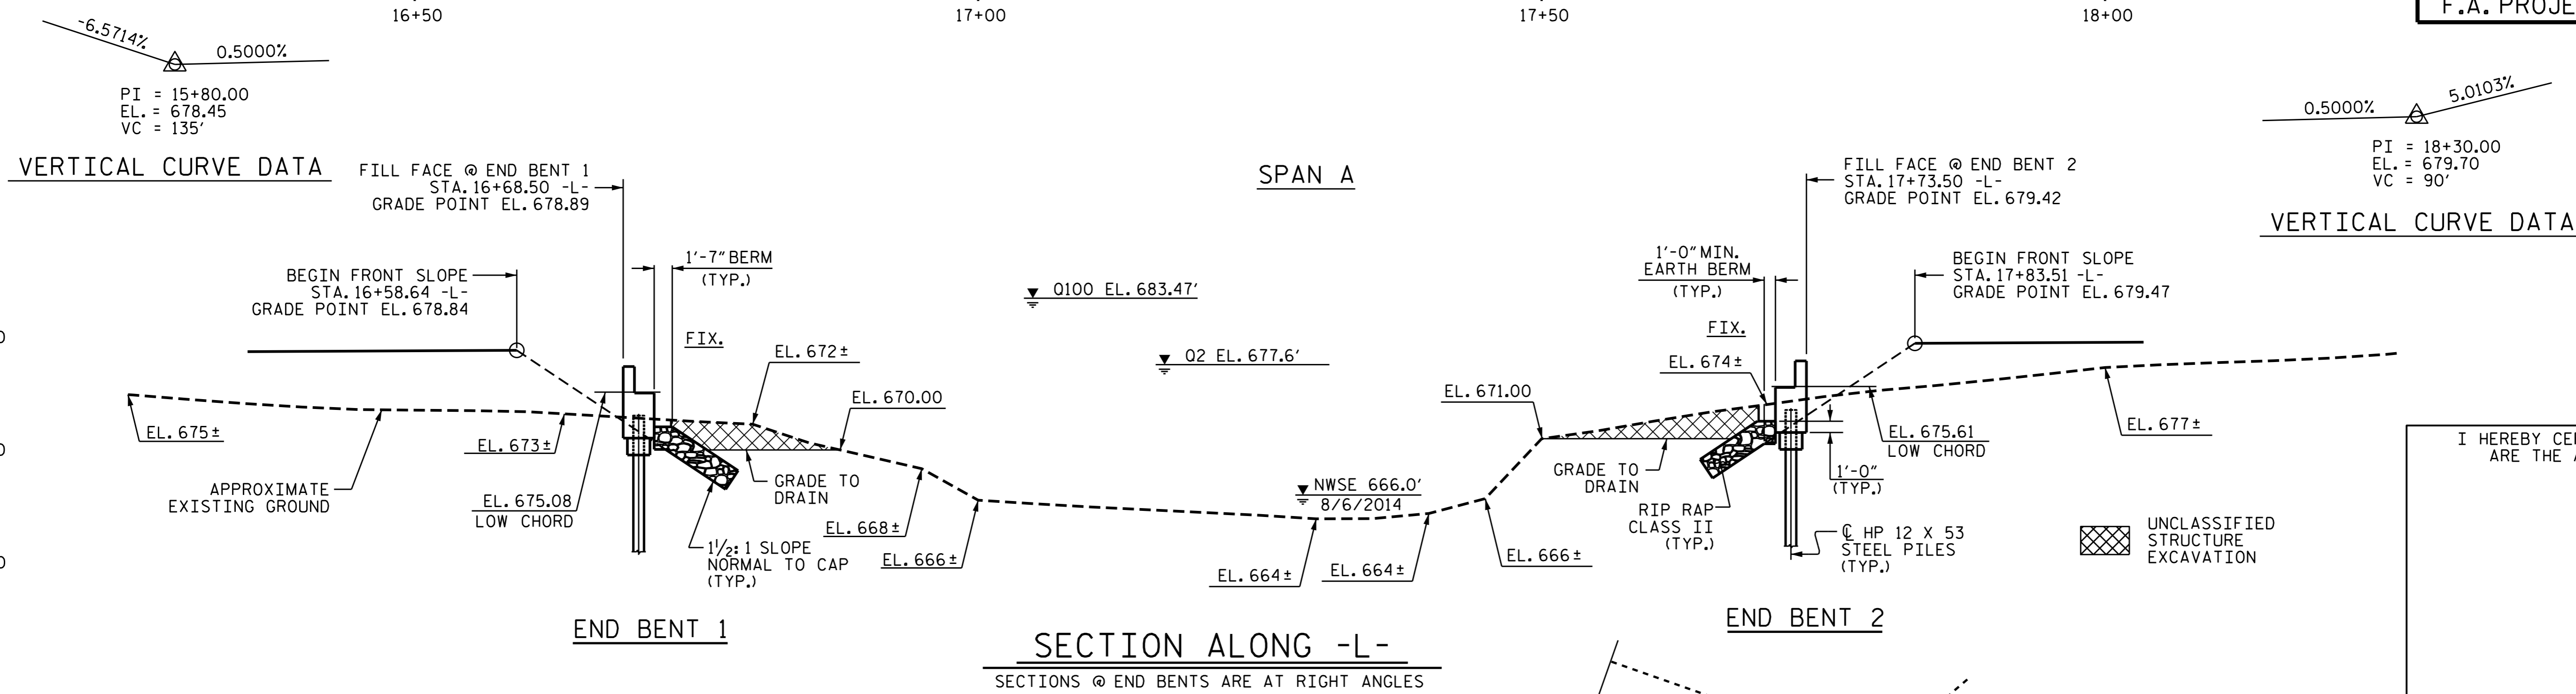 16+50
17+00
17+50
18+00
F.A. PROJE
-6.5714%
0.5000%
PI = 15+80.00
EL. = 678.45
VC = 135'
VERTICAL CURVE DATA
0.5000%
5.0103%
PI = 18+30.00
EL. = 679.70
VC = 90'
VERTICAL CURVE DATA
FILL FACE @ END BENT 1
STA. 16+68.50 -L-
GRADE POINT EL. 678.89
SPAN A
FILL FACE @ END BENT 2
STA. 17+73.50 -L-
GRADE POINT EL. 679.42
BEGIN FRONT SLOPE
STA. 16+58.64 -L-
GRADE POINT EL. 678.84
1'-7" BERM
(TYP.)
FIX.
Q100 EL. 683.47'
Q2 EL. 677.6'
1'-0" MIN.
EARTH BERM
(TYP.)
FIX.
BEGIN FRONT SLOPE
STA. 17+83.51 -L-
GRADE POINT EL. 679.47
EL. 672±
EL. 670.00
EL. 671.00
EL. 674±
EL. 675±
EL. 673±
APPROXIMATE
EXISTING GROUND
EL. 675.08
LOW CHORD
GRADE TO
DRAIN
1½:1 SLOPE
NORMAL TO CAP
(TYP.)
EL. 668±
EL. 666±
NWSE 666.0'
8/6/2014
EL. 664±
EL. 664±
EL. 666±
GRADE TO
DRAIN
RIP RAP
CLASS II
(TYP.)
EL. 675.61
LOW CHORD
1'-0"
(TYP.)
℄ HP 12 X 53
STEEL PILES
(TYP.)
EL. 677±
UNCLASSIFIED
STRUCTURE
EXCAVATION
I HEREBY CER
ARE THE A
END BENT 1
END BENT 2
SECTION ALONG -L-
SECTIONS @ END BENTS ARE AT RIGHT ANGLES